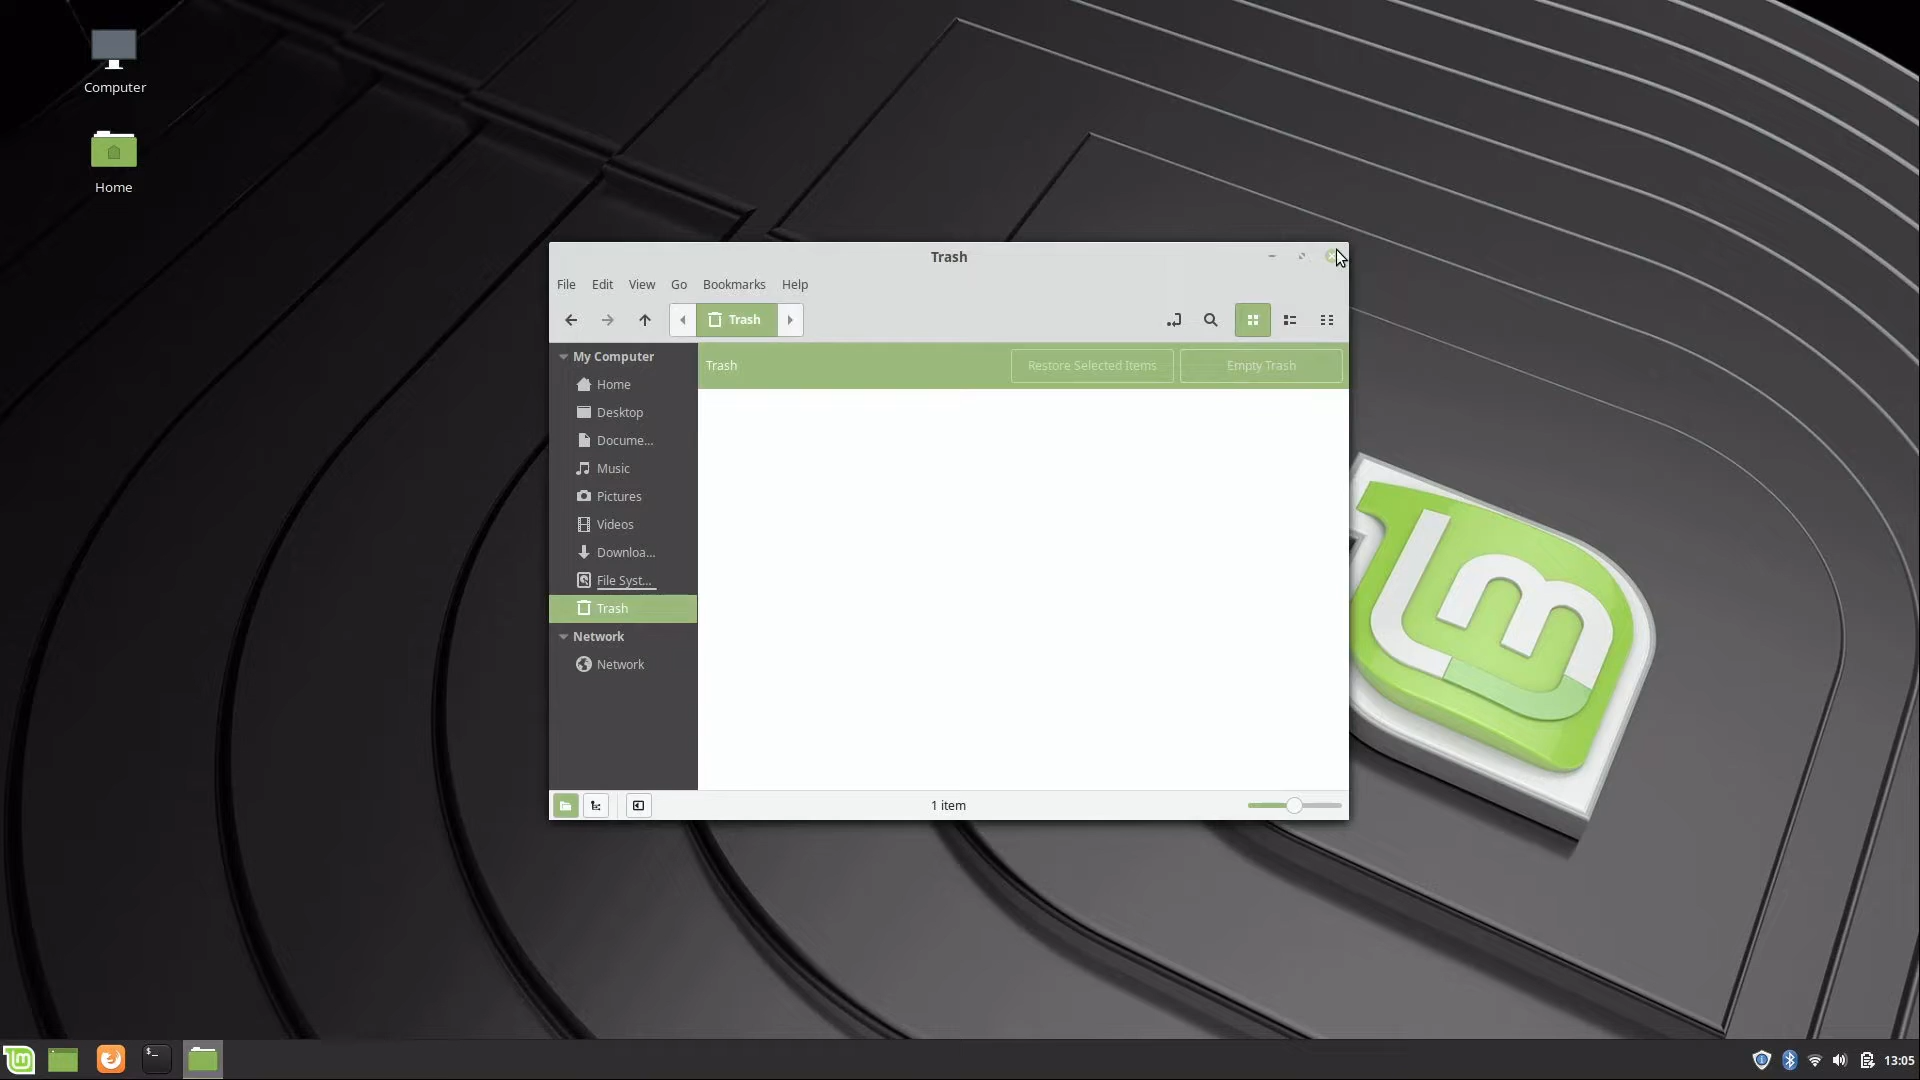 Computer
Home
Trash
File Edit View Go Bookmarks Help
Trash
My Computer
Home
Desktop
Docume...
Music
Pictures
Videos
Downloa...
File Syst...
Trash
Network
Network
Trash Restore Selected Items Empty Trash
1 item
lm
$_
13:05